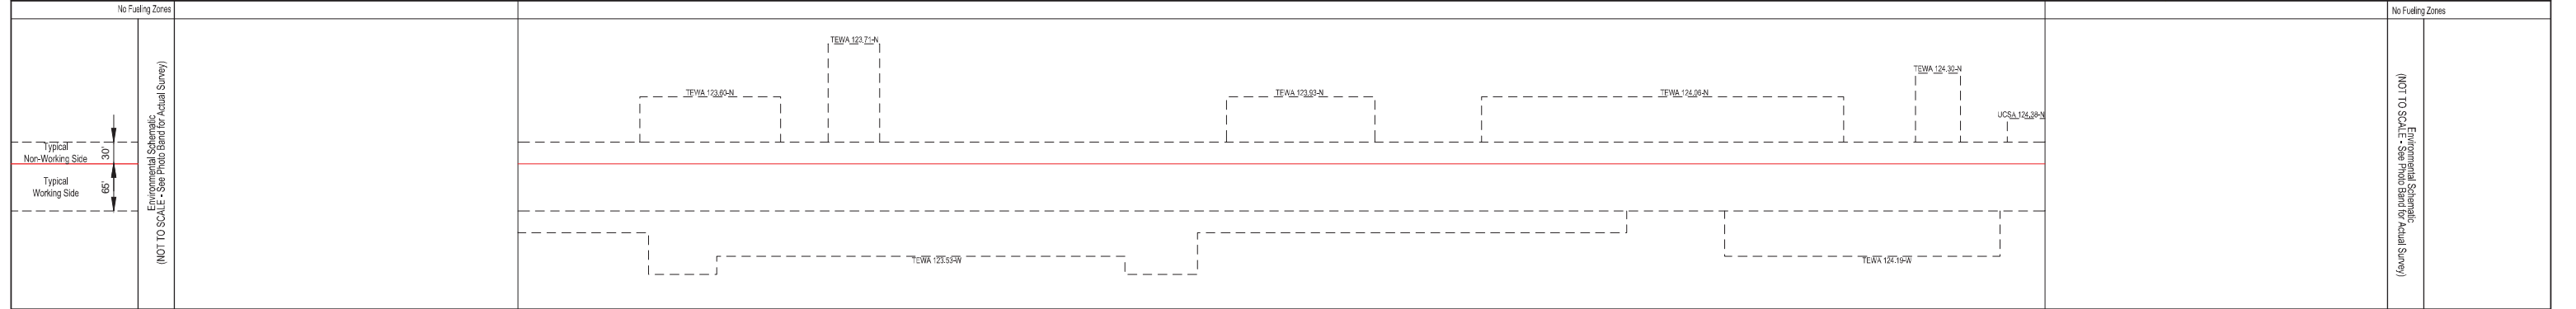 No Fueling Zones
No Fueling Zones
TEWA 123.71-N
TEWA 124.30-N
TEWA 123.60-N
TEWA 123.93-N
TEWA 124.06-N
UCSA 124.38-N
Typical
Non-Working Side
30'
Typical
Working Side
65'
Environmental Schematic
(NOT TO SCALE - See Photo Band for Actual Survey)
TEWA 123.53-W
TEWA 124.19-W
Environmental Schematic
(NOT TO SCALE - See Photo Band for Actual Survey)